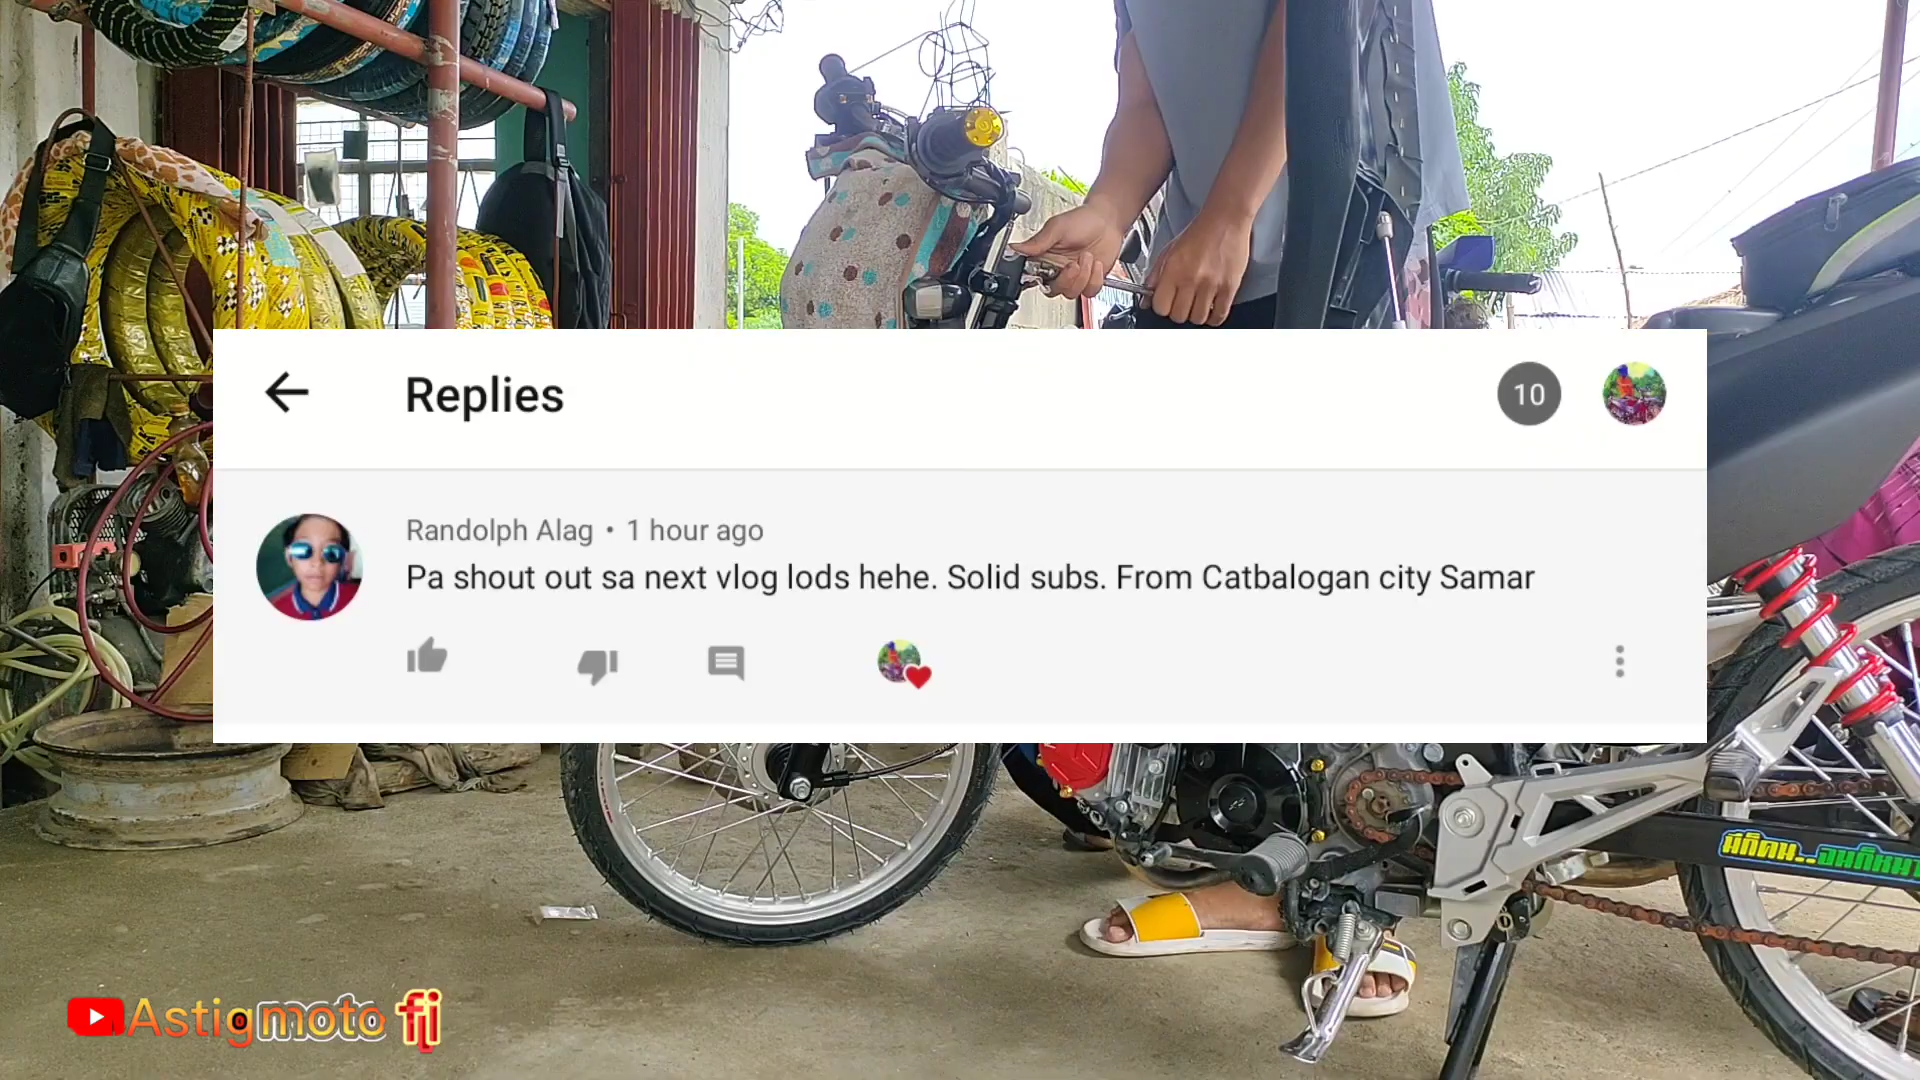 Replies
10
Randolph Alag • 1 hour ago
Pa shout out sa next vlog lods hehe. Solid subs. From Catbalogan city Samar
Astigmoto fj